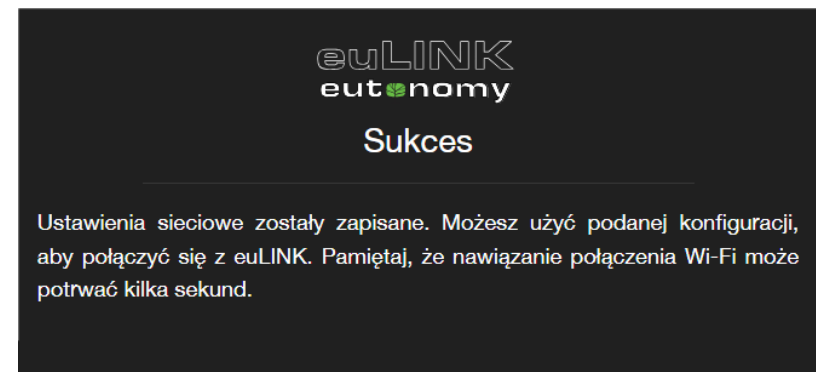 euLINK
eutonomy
Sukces
Ustawienia sieciowe zostały zapisane. Możesz użyć podanej konfiguracji,
aby połączyć się z euLINK. Pamiętaj, że nawiązanie połączenia Wi-Fi może
potrwać kilka sekund.